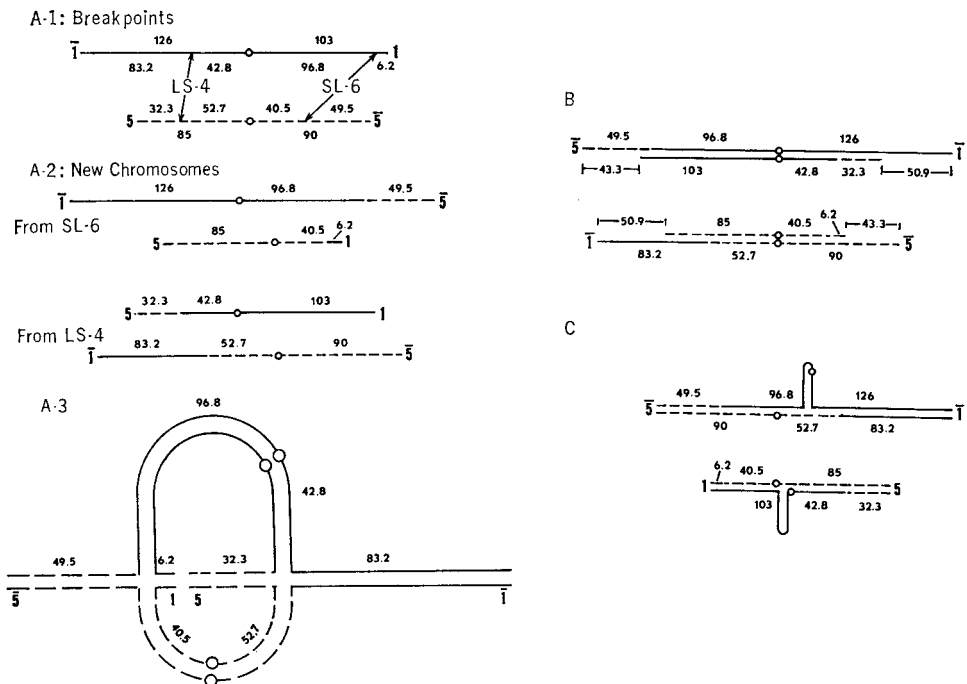 A-1: Breakpoints
126 103
1̅ 1
83.2 42.8 96.8 6.2
LS-4 SL-6
32.3 52.7 40.5 49.5
5 5̅
85 90
A-2: New Chromosomes
126 96.8 49.5
1̅ 5̅
From SL-6
85 40.5 6.2
5 1
32.3 42.8 103
5 1
From LS-4
83.2 52.7 90
1̅ 5̅
A-3
96.8
42.8
49.5 6.2 32.3 83.2
5̅ 1 5 1̅
40.5 52.7
B
49.5 96.8 126
5̅ 1̅
43.3 103 42.8 32.3 50.9
50.9 85 40.5 6.2 43.3
1̅ 5̅
83.2 52.7 90
C
49.5 96.8 126
5̅ 1̅
90 52.7 83.2
6.2 40.5 85
1 5
103 42.8 32.3